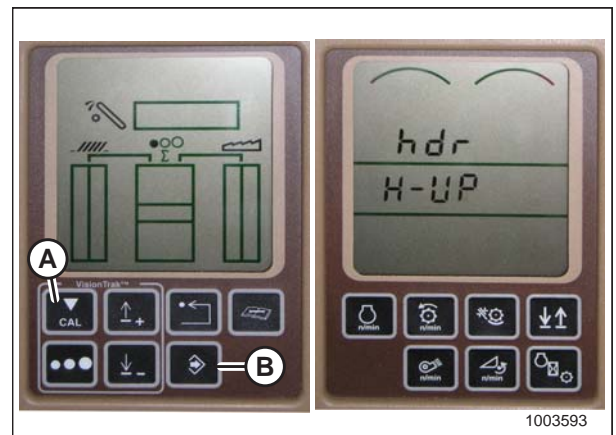 Σ
hdr
H-UP
A
VisionTrak™
CAL
B
n/min
n/min
n/min
n/min
1003593